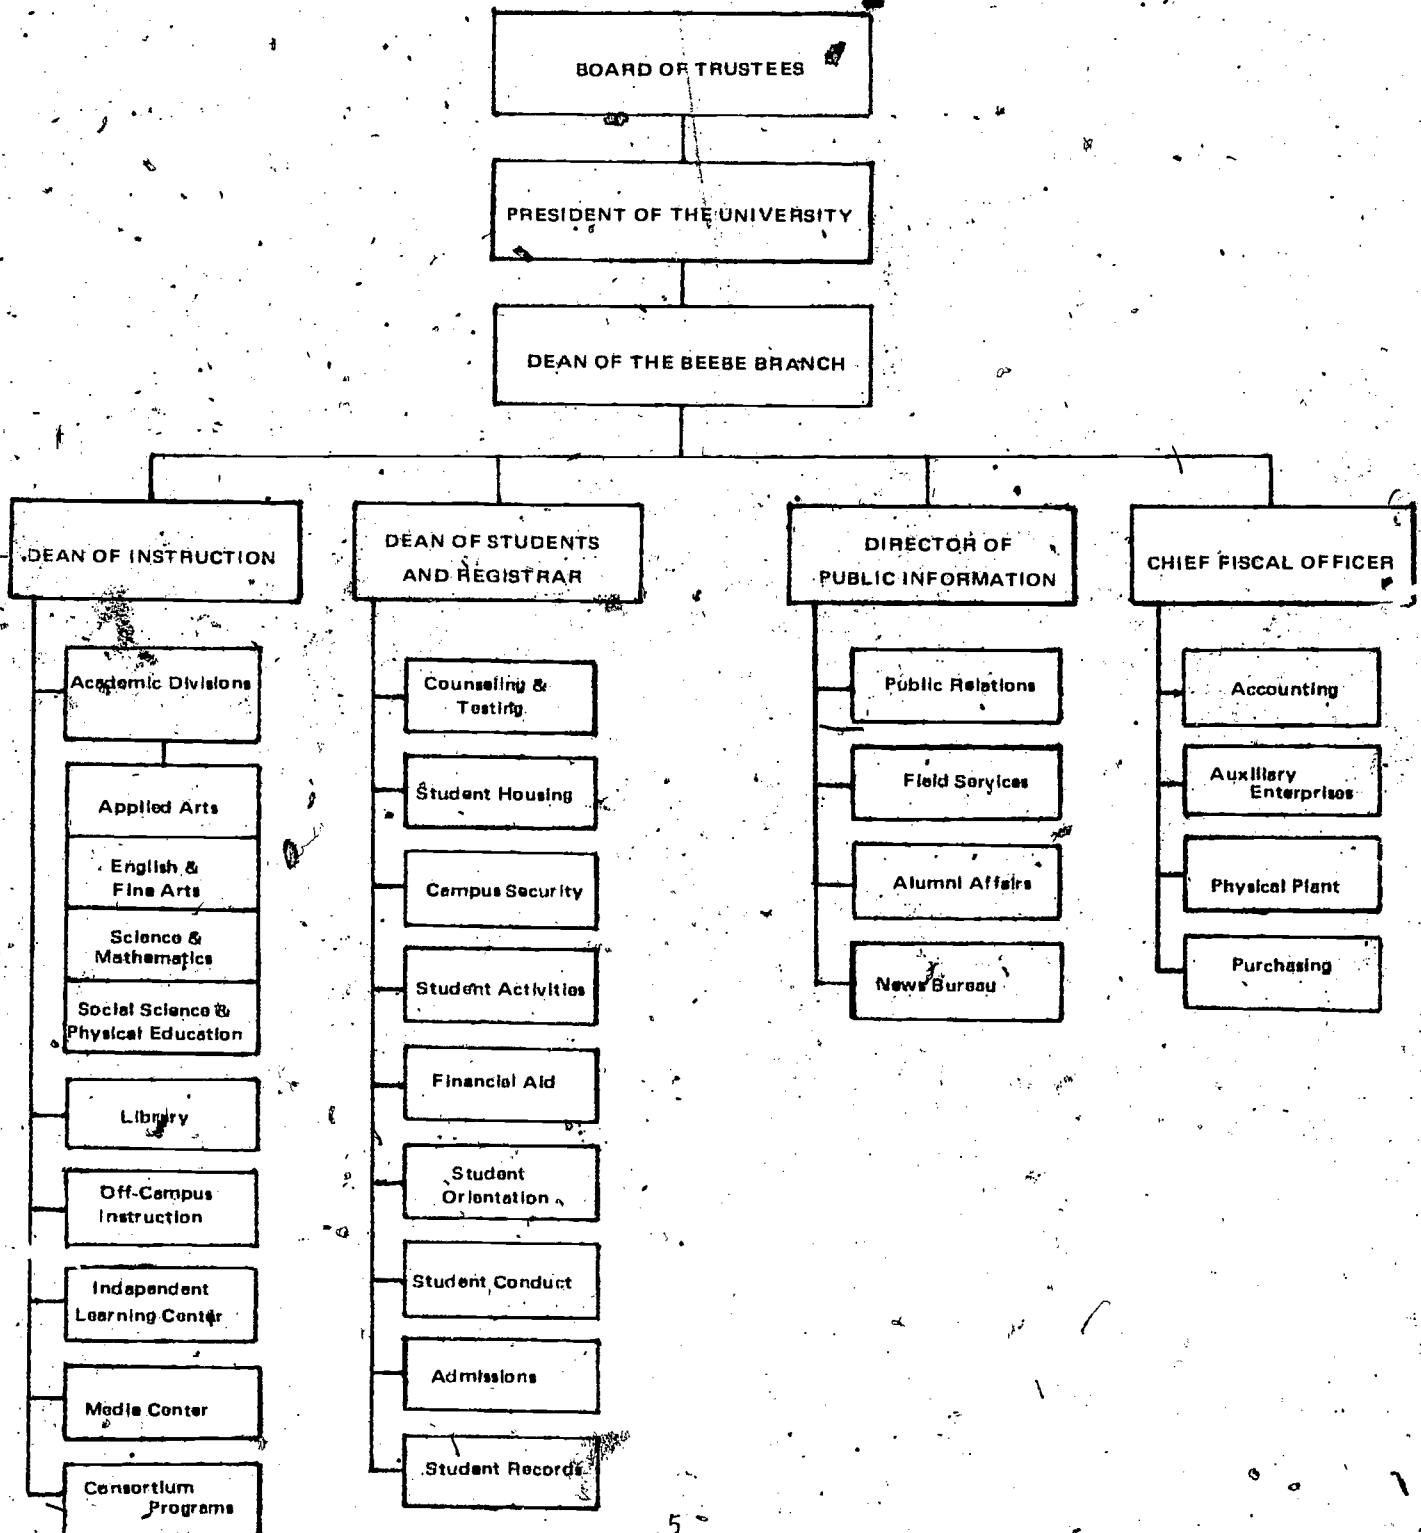 BOARD OF TRUSTEES
PRESIDENT OF THE UNIVERSITY
DEAN OF THE BEEBE BRANCH
DEAN OF INSTRUCTION
Academic Divisions
Applied Arts
English &
Fine Arts
Science &
Mathematics
Social Science &
Physical Education
Library
Off-Campus
Instruction
Independent
Learning Center
Media Center
Consortium
Programs
DEAN OF STUDENTS
AND REGISTRAR
Counseling &
Testing
Student Housing
Campus Security
Student Activities
Financial Aid
Student
Orientation
Student Conduct
Admissions
Student Records
DIRECTOR OF
PUBLIC INFORMATION
Public Relations
Field Services
Alumni Affairs
News Bureau
CHIEF FISCAL OFFICER
Accounting
Auxiliary
Enterprises
Physical Plant
Purchasing
5